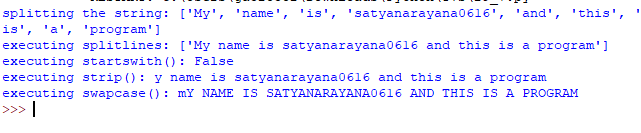 splitting the string: ['My', 'name', 'is', 'satyanarayana0616', 'and', 'this', '
is', 'a', 'program']
executing splitlines: ['My name is satyanarayana0616 and this is a program']
executing startswith(): False
executing strip(): y name is satyanarayana0616 and this is a program
executing swapcase(): mY NAME IS SATYANARAYANA0616 AND THIS IS A PROGRAM
>>>